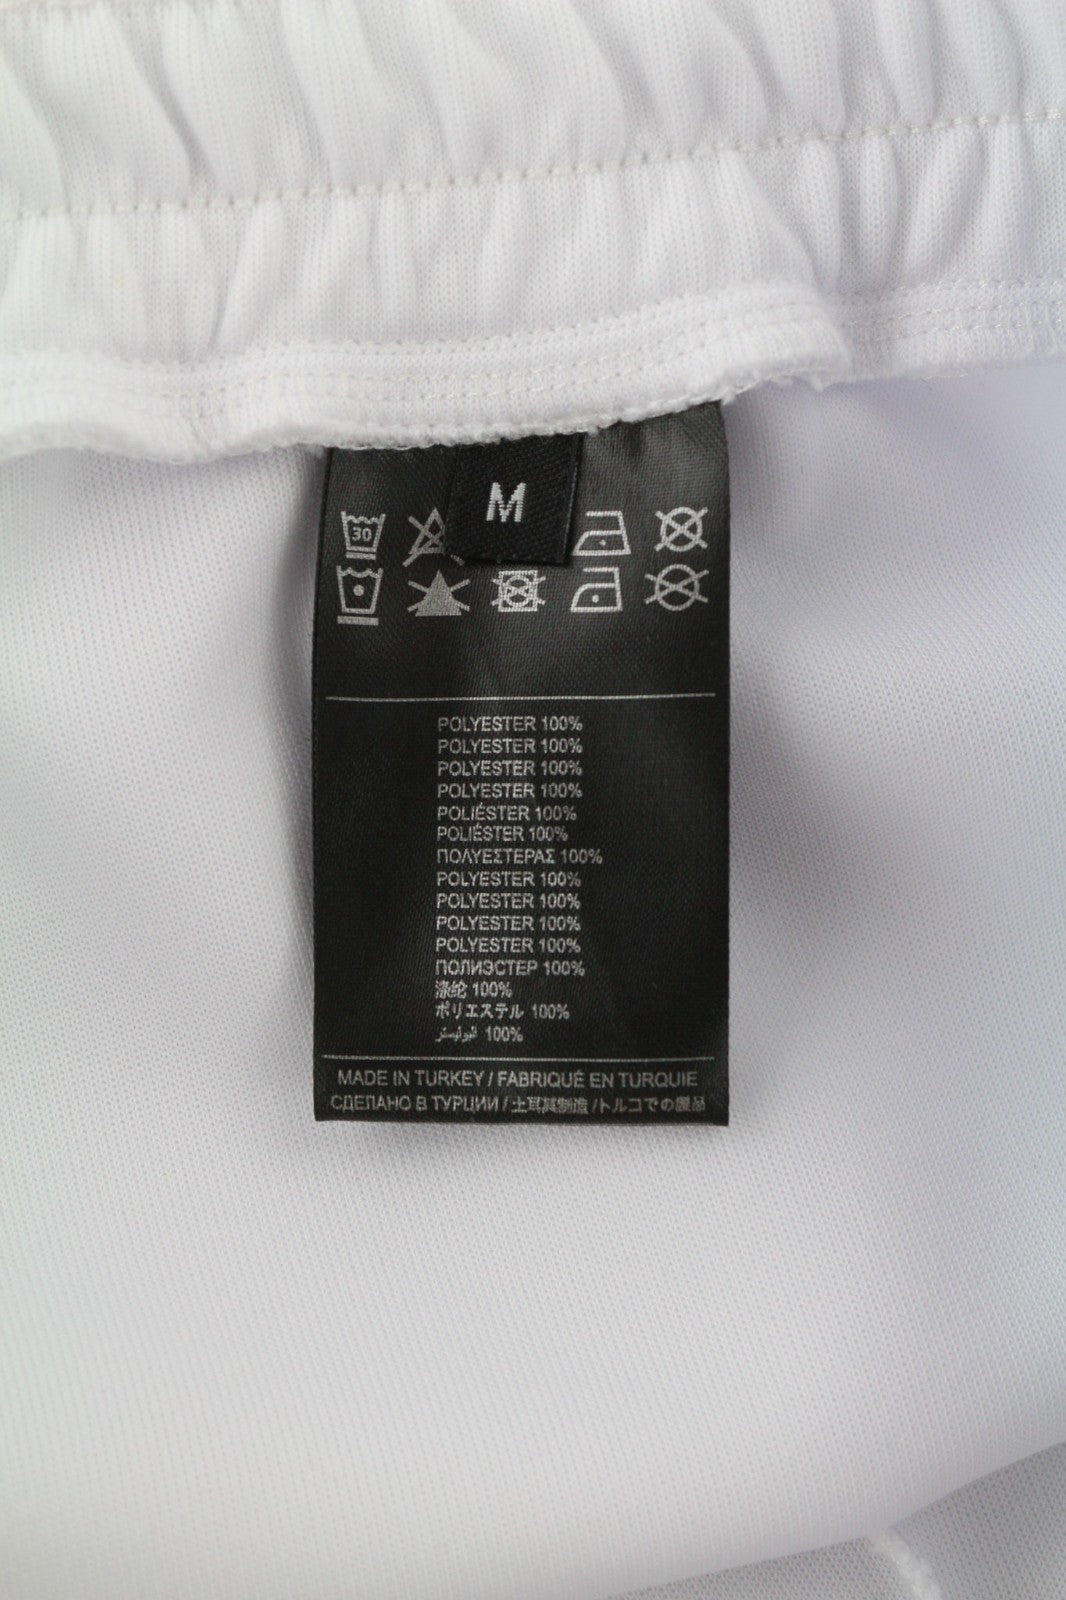 M
30
POLYESTER 100%
POLYESTER 100%
POLYESTER 100%
POLYESTER 100%
POLIÉSTER 100%
POLIÉSTER 100%
ΠΟΛΥΕΣΤΕΡΑΣ 100%
POLYESTER 100%
POLYESTER 100%
POLYESTER 100%
POLYESTER 100%
ПОЛИЭСТЕР 100%
涤纶 100%
ポリエステル 100%
100%
MADE IN TURKEY / FABRIQUÉ EN TURQUIE
СДЕЛАНО В ТУРЦИИ / 土耳其制造 /トルコでの